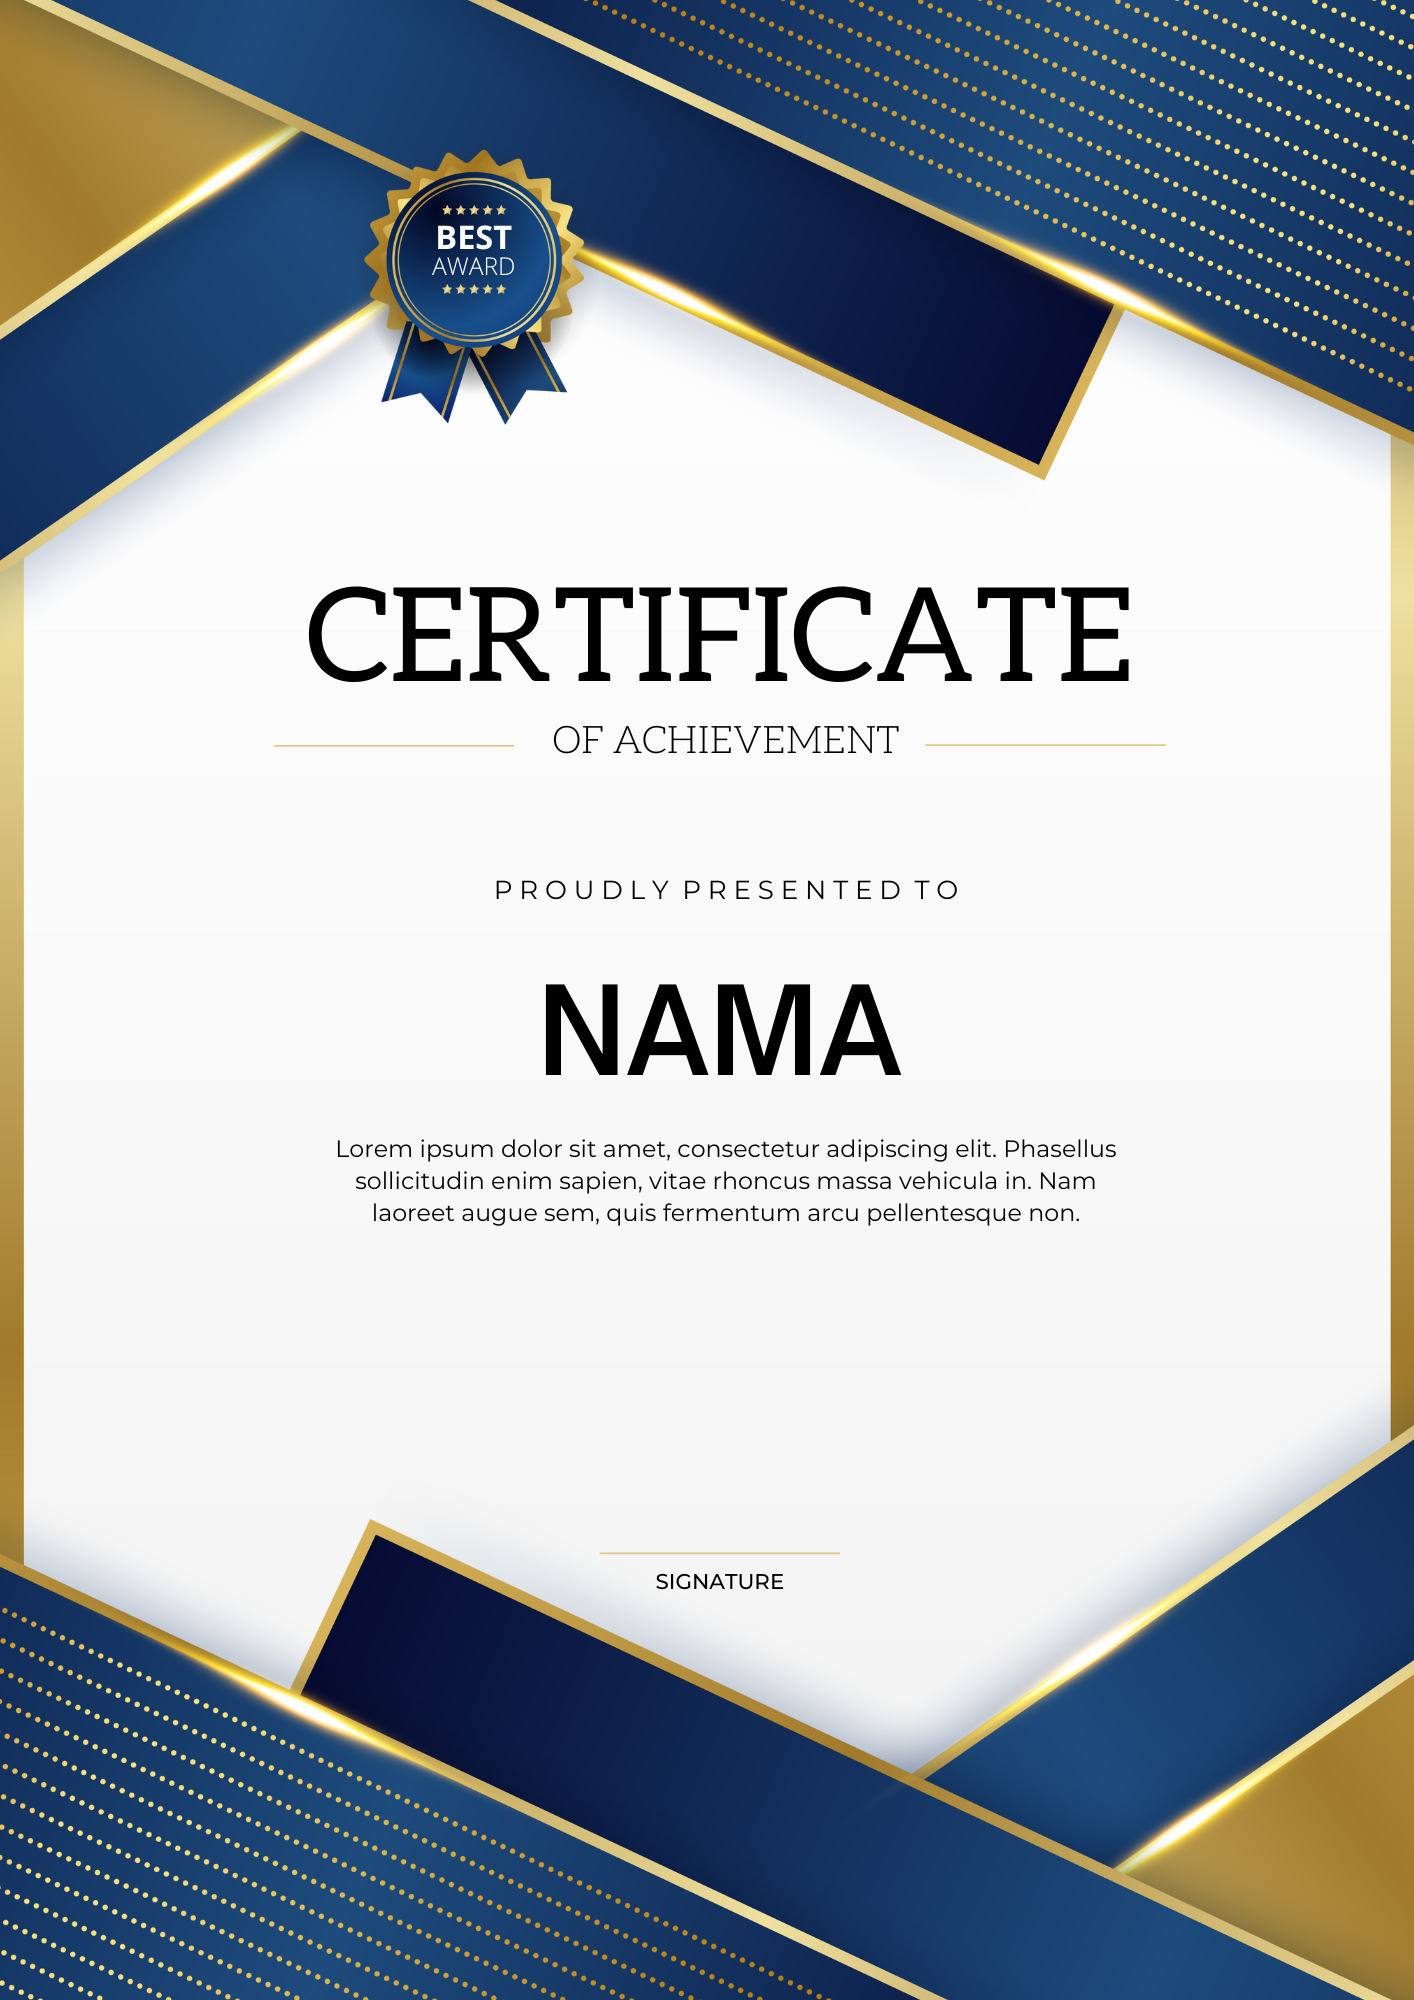 BEST
AWARD
CERTIFICATE
OF ACHIEVEMENT
PROUDLY PRESENTED TO
NAMA
Lorem ipsum dolor sit amet, consectetur adipiscing elit. Phasellus
sollicitudin enim sapien, vitae rhoncus massa vehicula in. Nam
laoreet augue sem, quis fermentum arcu pellentesque non.
SIGNATURE